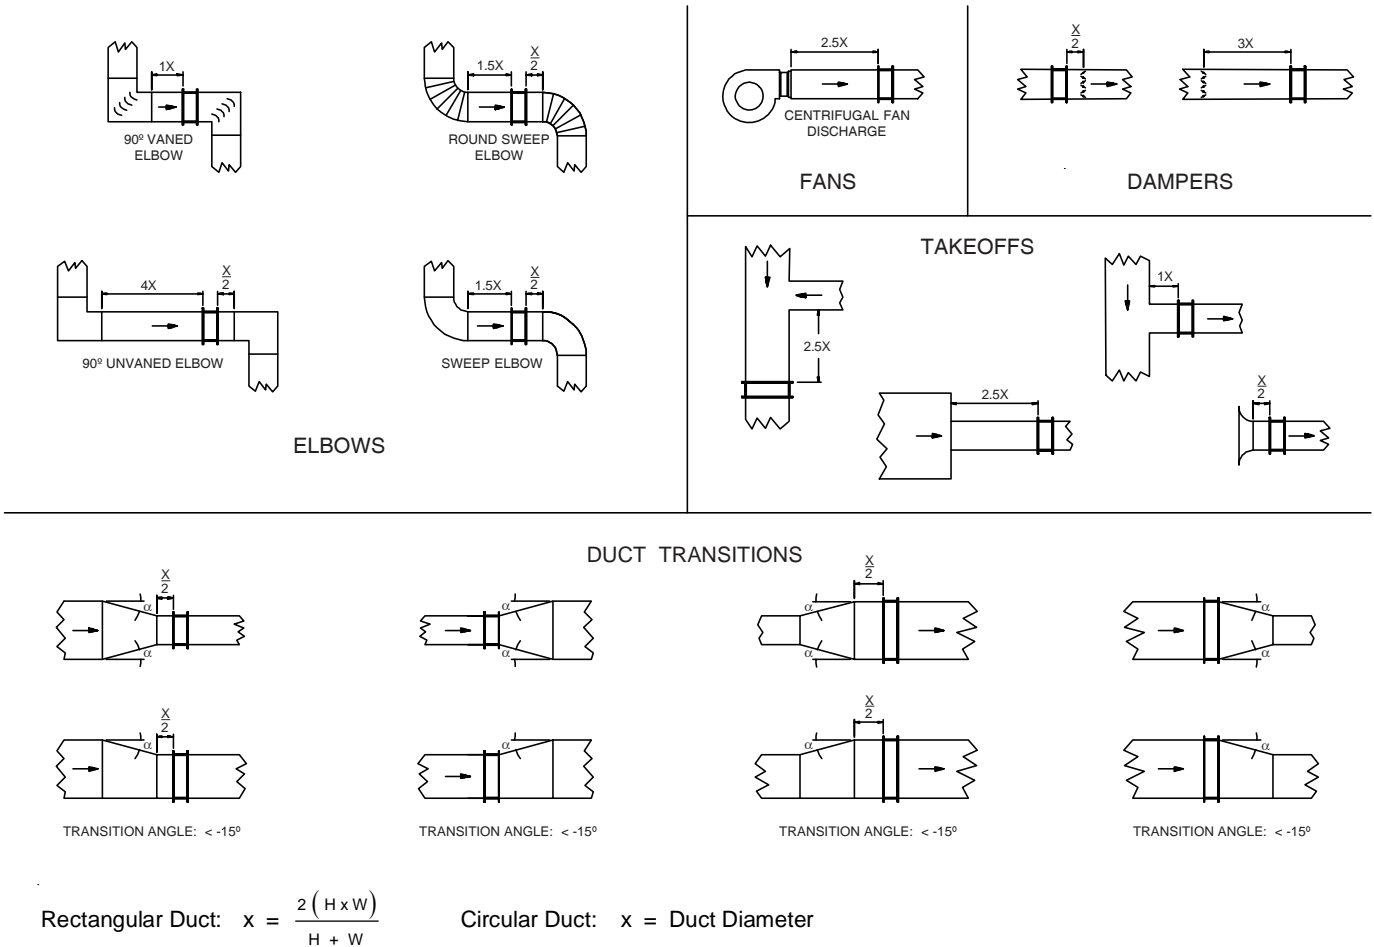 1X
90º VANED
ELBOW
1.5X
X
2
ROUND SWEEP
ELBOW
4X
X
2
90º UNVANED ELBOW
1.5X
X
2
SWEEP ELBOW
ELBOWS
2.5X
CENTRIFUGAL FAN
DISCHARGE
FANS
X
2
3X
DAMPERS
TAKEOFFS
2.5X
1X
2.5X
X
2
DUCT TRANSITIONS
X
2
α
α
α
α
X
2
α
α
α
α
X
2
α
α
X
2
α
α
TRANSITION ANGLE: < -15º
TRANSITION ANGLE: < -15º
TRANSITION ANGLE: < -15º
TRANSITION ANGLE: < -15º
Rectangular Duct: x = 2 ( H x W)
H + W
Circular Duct: x = Duct Diameter